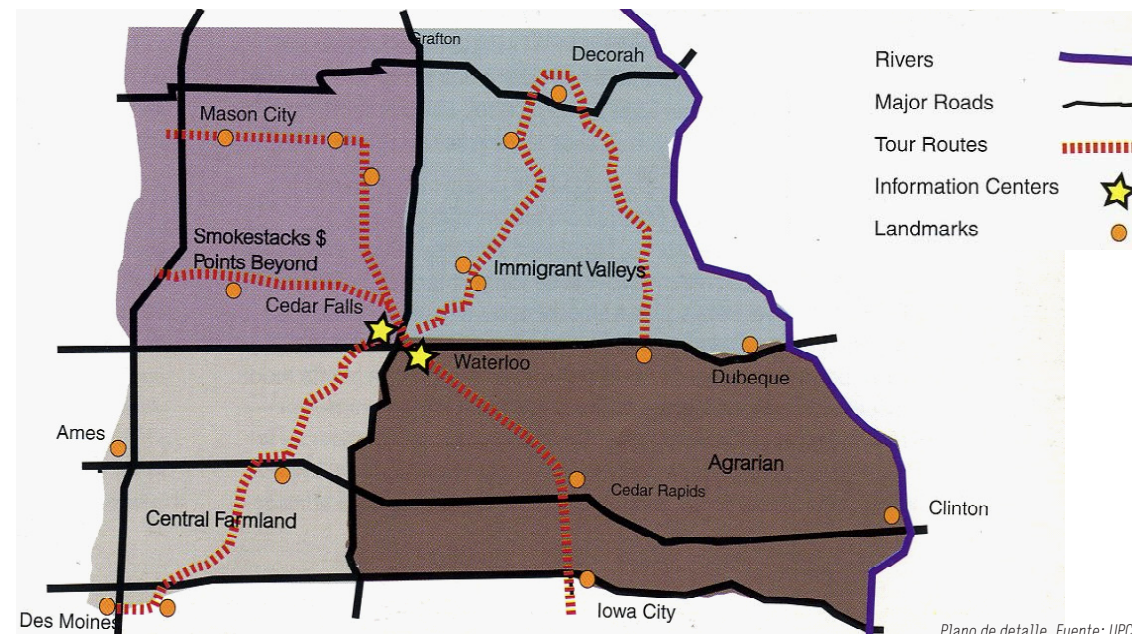 Grafton
Decorah
Mason City
Smokestacks $
Points Beyond
Cedar Falls
Immigrant Valleys
Waterloo
Dubeque
Ames
Agrarian
Cedar Rapids
Central Farmland
Clinton
Des Moines
Iowa City
Rivers
Major Roads
Tour Routes
Information Centers
Landmarks
Plano de detalle. Fuente: UPC